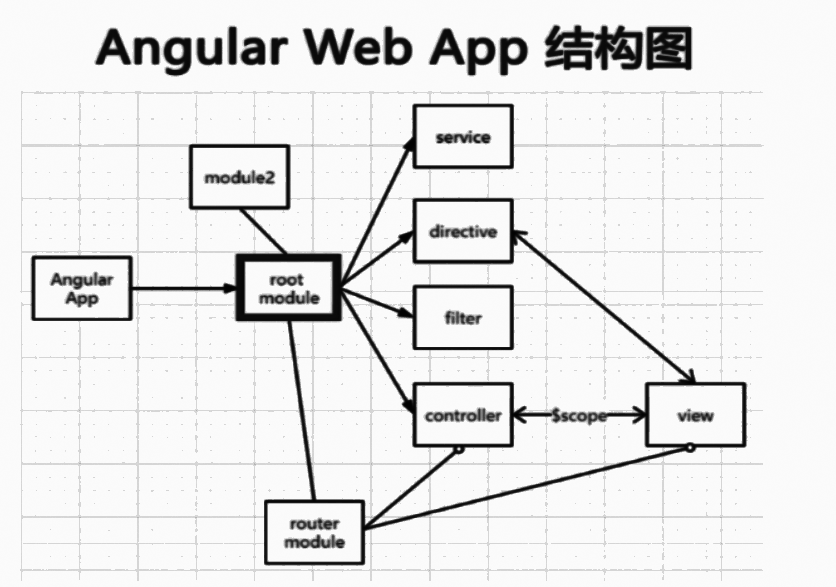 Angular Web App 结构图
service
module2
directive
Angular
App
root
module
filter
controller
$scope
view
router
module